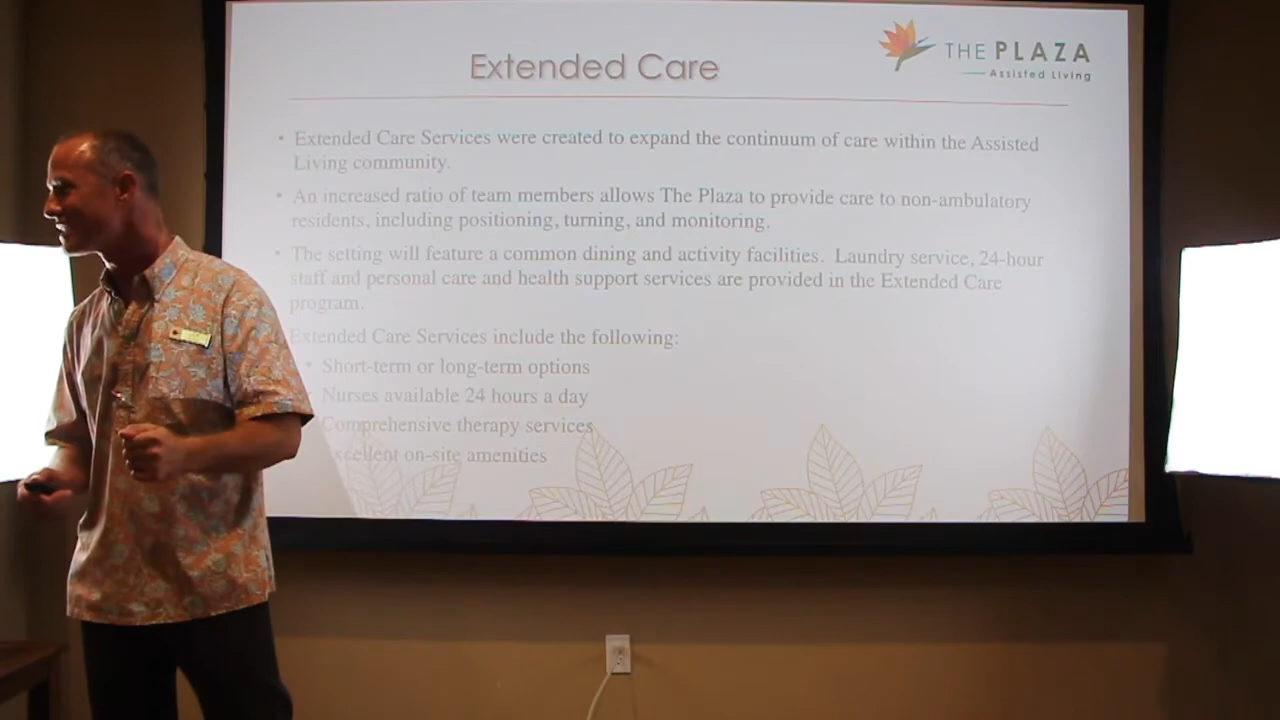 Extended Care
THE PLAZA
Assisted Living
• Extended Care Services were created to expand the continuum of care within the Assisted
Living community.
• An increased ratio of team members allows The Plaza to provide care to non-ambulatory
residents, including positioning, turning, and monitoring.
• The setting will feature a common dining and activity facilities. Laundry service, 24-hour
staff and personal care and health support services are provided in the Extended Care
program.
Extended Care Services include the following:
• Short-term or long-term options
Nurses available 24 hours a day
Comprehensive therapy services
xcellent on-site amenities